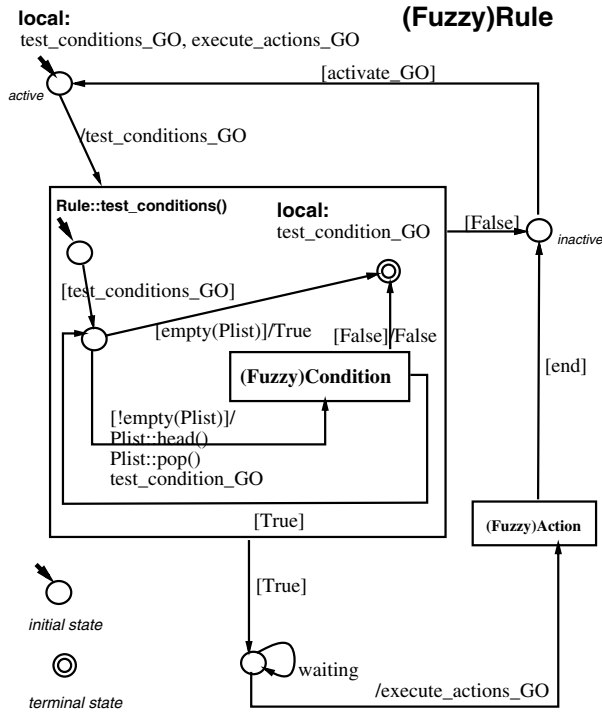 (Fuzzy)Rule
local:
test_conditions_GO, execute_actions_GO
active
[activate_GO]
/test_conditions_GO
Rule::test_conditions()
local:
test_condition_GO
[False]
inactive
[test_conditions_GO]
[empty(Plist)]/True
[False]/False
(Fuzzy)Condition
[end]
[!empty(Plist)]/
Plist::head()
Plist::pop()
test_condition_GO
[True]
(Fuzzy)Action
[True]
initial state
waiting
/execute_actions_GO
terminal state